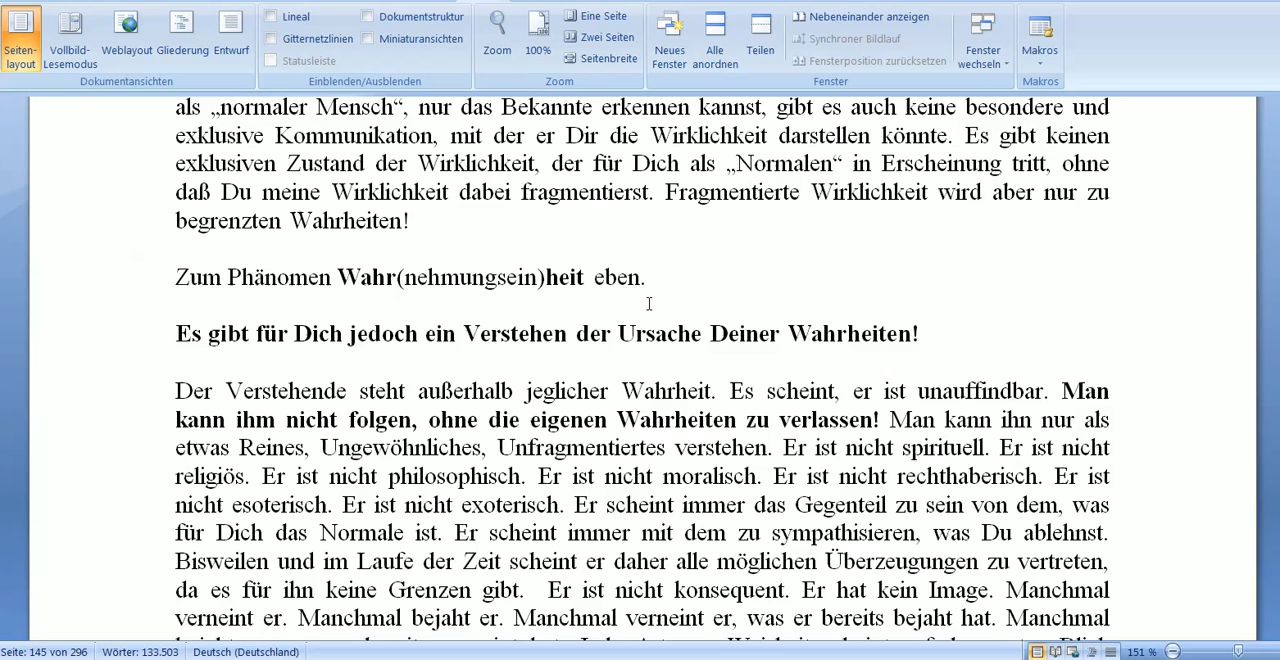 Seiten-
layout
Vollbild-
Lesemodus
Weblayout
Gliederung
Entwurf
Dokumentansichten
Lineal
Gitternetzlinien
Statusleiste
Dokumentstruktur
Miniaturansichten
Einblenden/Ausblenden
Zoom
100%
Eine Seite
Zwei Seiten
Seitenbreite
Zoom
Neues
Fenster
Alle
anordnen
Teilen
Nebeneinander anzeigen
Synchroner Bildlauf
Fensterposition zurücksetzen
Fenster
wechseln
Fenster
Makros
Makros
als „normaler Mensch“, nur das Bekannte erkennen kannst, gibt es auch keine besondere und
exklusive Kommunikation, mit der er Dir die Wirklichkeit darstellen könnte. Es gibt keinen
exklusiven Zustand der Wirklichkeit, der für Dich als „Normalen“ in Erscheinung tritt, ohne
daß Du meine Wirklichkeit dabei fragmentierst. Fragmentierte Wirklichkeit wird aber nur zu
begrenzten Wahrheiten!
Zum Phänomen Wahr(nehmungsein)heit eben.
Es gibt für Dich jedoch ein Verstehen der Ursache Deiner Wahrheiten!
Der Verstehende steht außerhalb jeglicher Wahrheit. Es scheint, er ist unauffindbar. Man
kann ihm nicht folgen, ohne die eigenen Wahrheiten zu verlassen! Man kann ihn nur als
etwas Reines, Ungewöhnliches, Unfragmentiertes verstehen. Er ist nicht spirituell. Er ist nicht
religiös. Er ist nicht philosophisch. Er ist nicht moralisch. Er ist nicht rechthaberisch. Er ist
nicht esoterisch. Er ist nicht exoterisch. Er scheint immer das Gegenteil zu sein von dem, was
für Dich das Normale ist. Er scheint immer mit dem zu sympathisieren, was Du ablehnst.
Bisweilen und im Laufe der Zeit scheint er daher alle möglichen Überzeugungen zu vertreten,
da es für ihn keine Grenzen gibt. Er ist nicht konsequent. Er hat kein Image. Manchmal
verneint er. Manchmal bejaht er. Manchmal verneint er, was er bereits bejaht hat. Manchmal
Seite: 145 von 296
Wörter: 133.503
Deutsch (Deutschland)
151 %